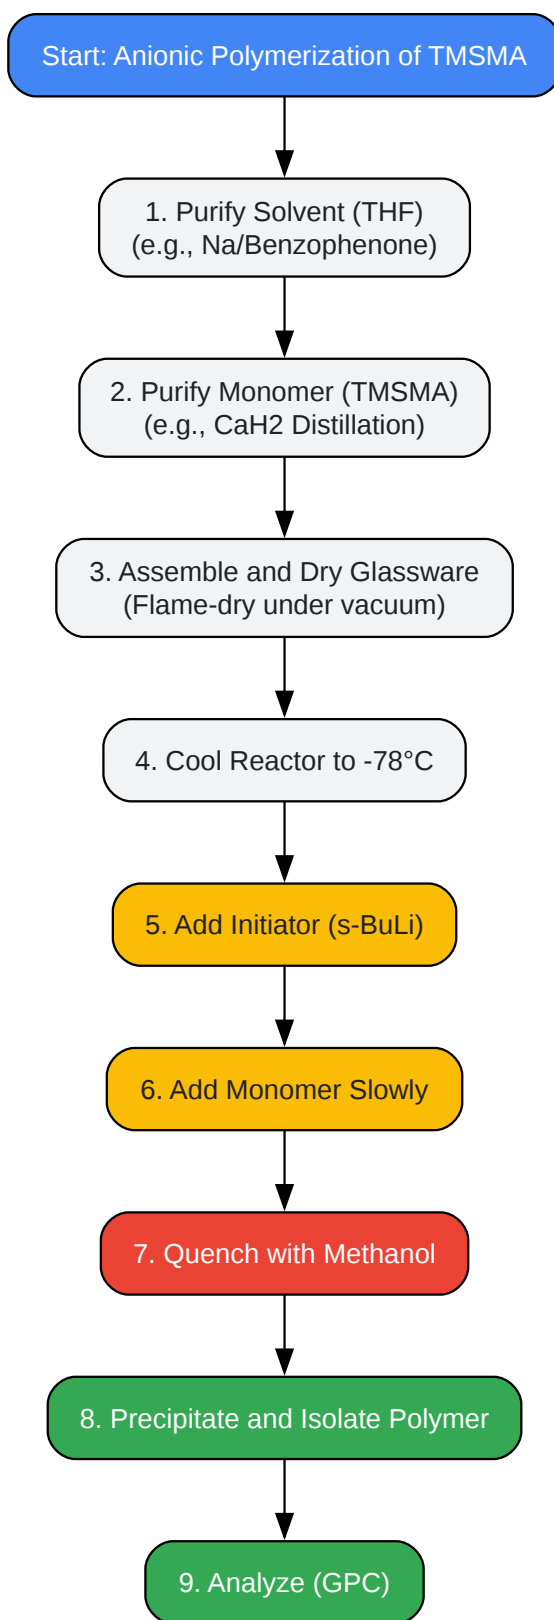 Start: Anionic Polymerization of TMSMA
1. Purify Solvent (THF)
(e.g., Na/Benzophenone)
2. Purify Monomer (TMSMA)
(e.g., CaH2 Distillation)
3. Assemble and Dry Glassware
(Flame-dry under vacuum)
4. Cool Reactor to -78°C
5. Add Initiator (s-BuLi)
6. Add Monomer Slowly
7. Quench with Methanol
8. Precipitate and Isolate Polymer
9. Analyze (GPC)